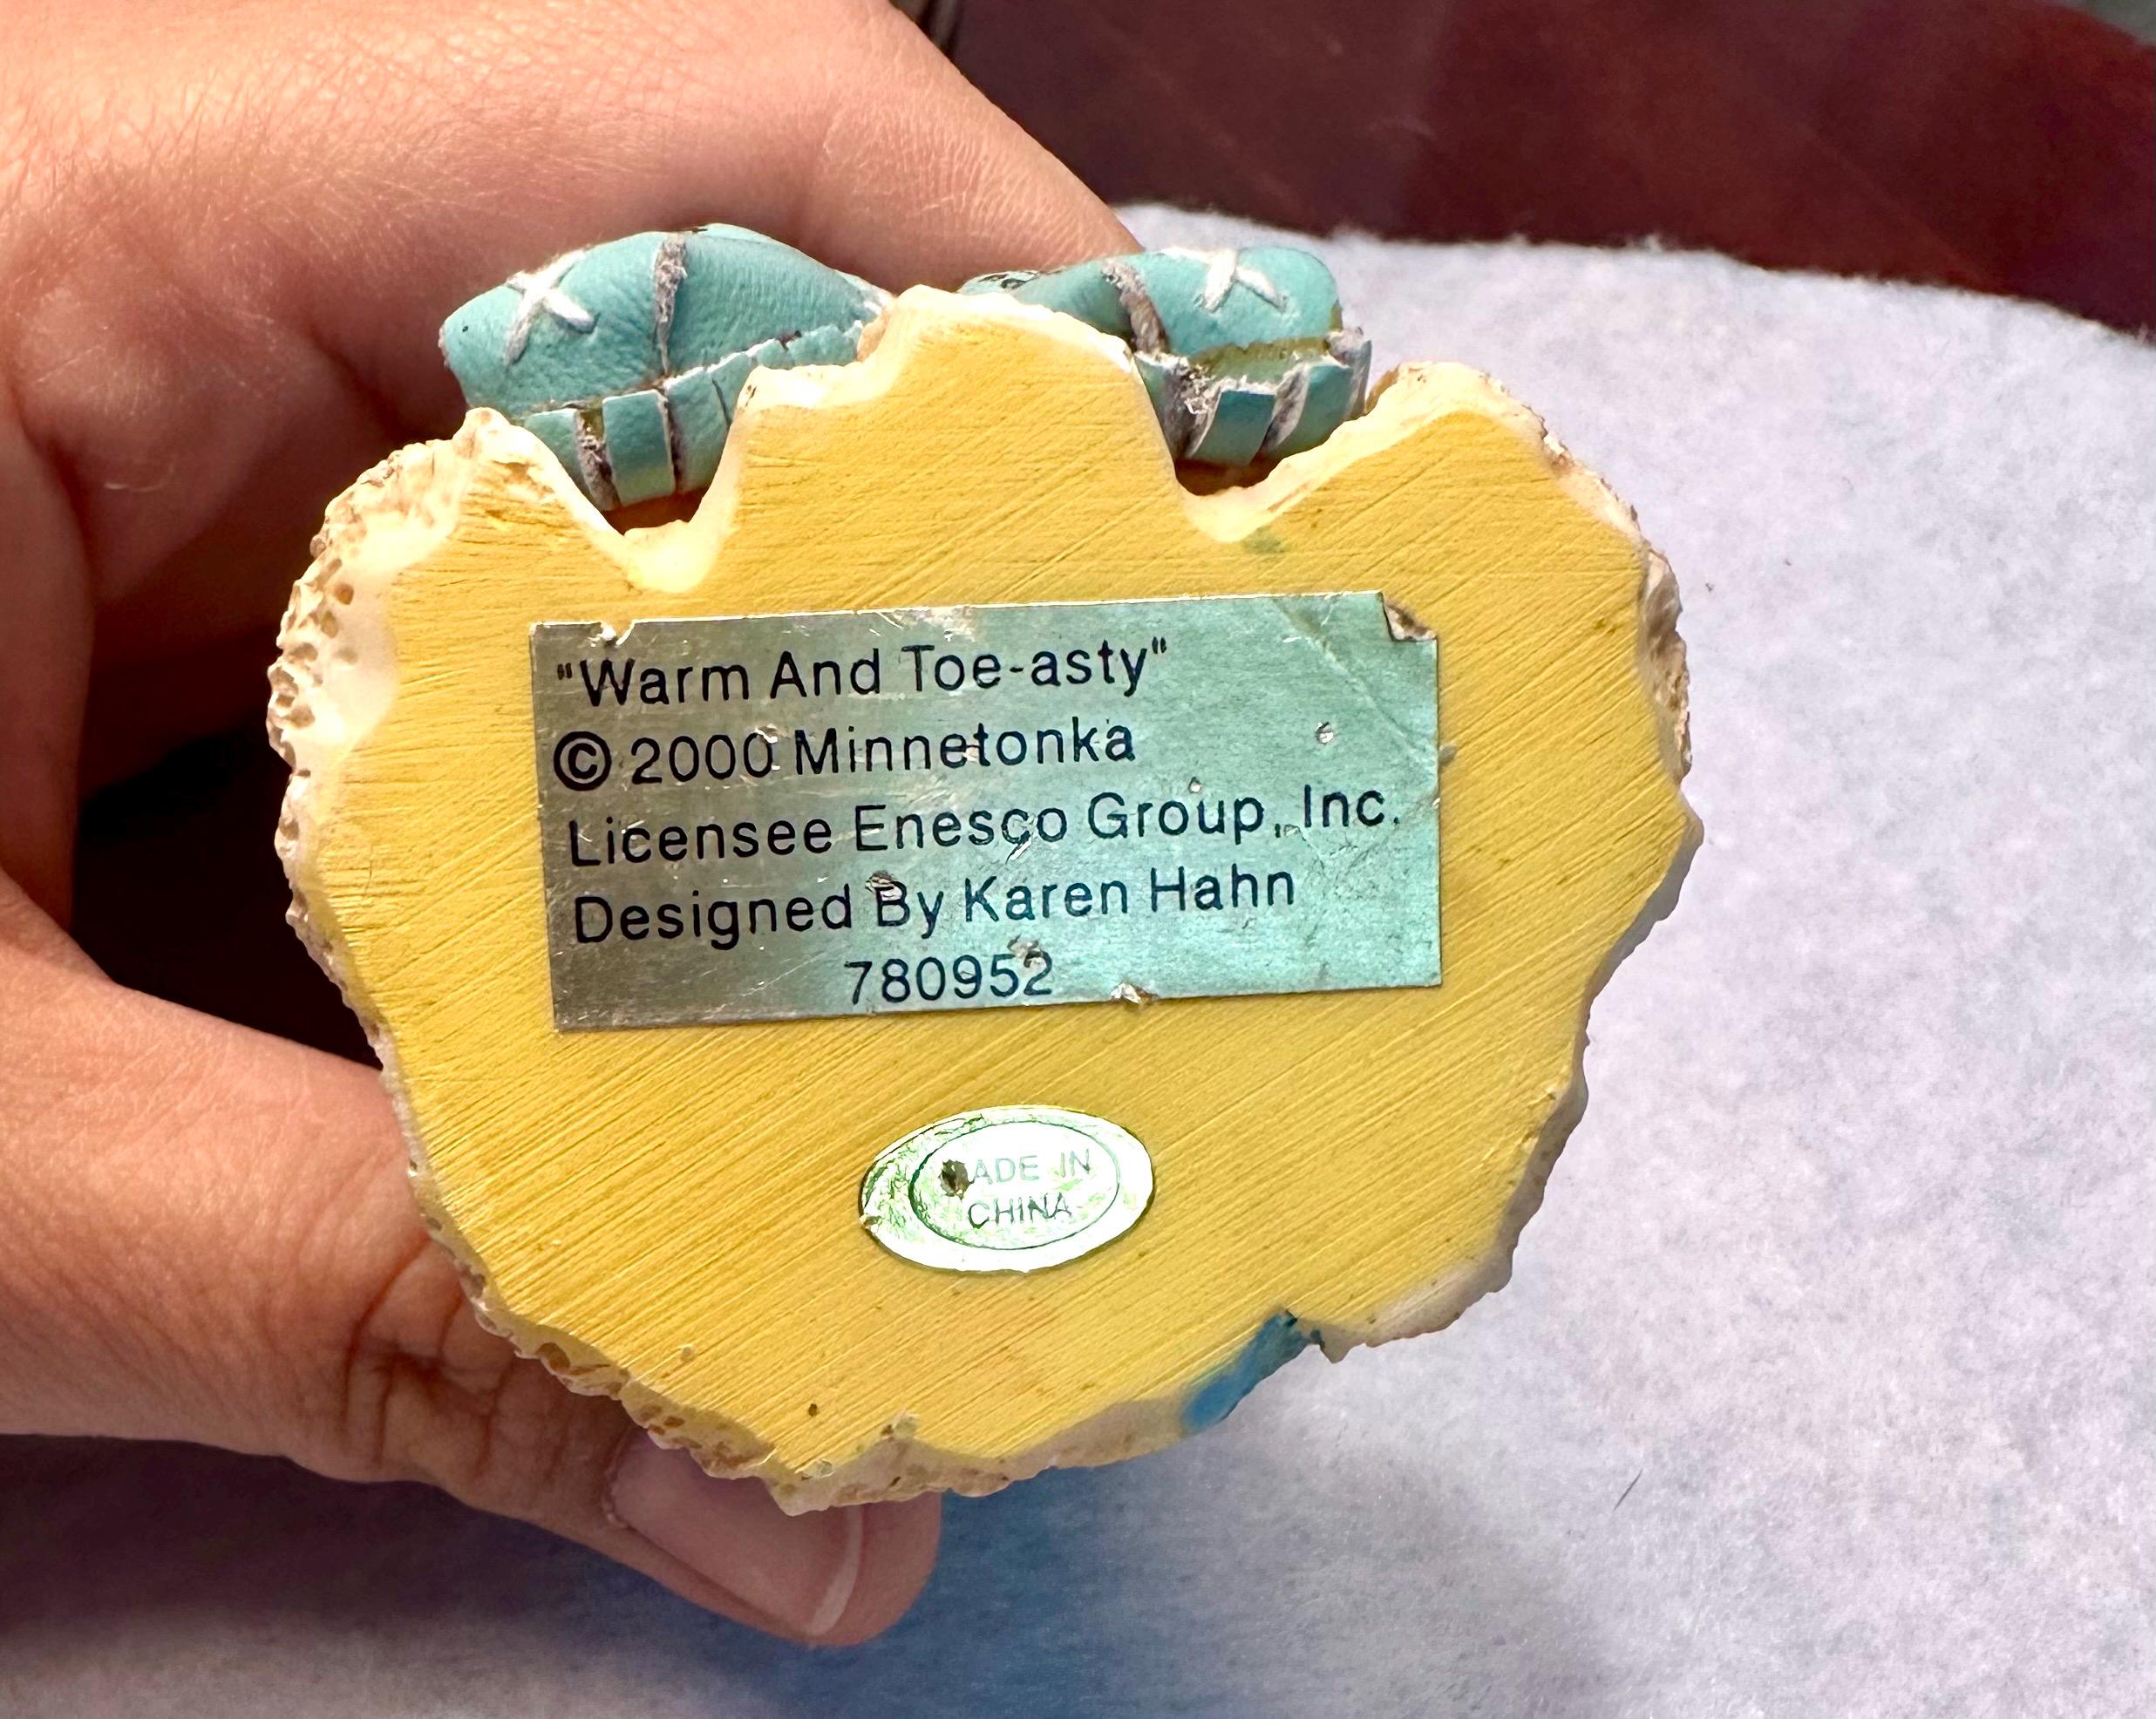 "Warm And Toe-asty"
© 2000 Minnetonka
Licensee Enesco Group, Inc.
Designed By Karen Hahn
780952
ADE IN
CHINA